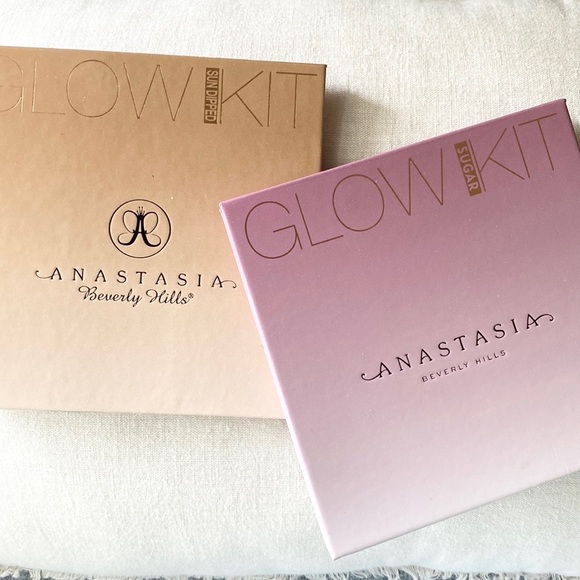 GLOW SUN DIPPED KIT
A
ANASTASIA
Beverly Hills®
GLOW SUGAR KIT
ANASTASIA
BEVERLY HILLS